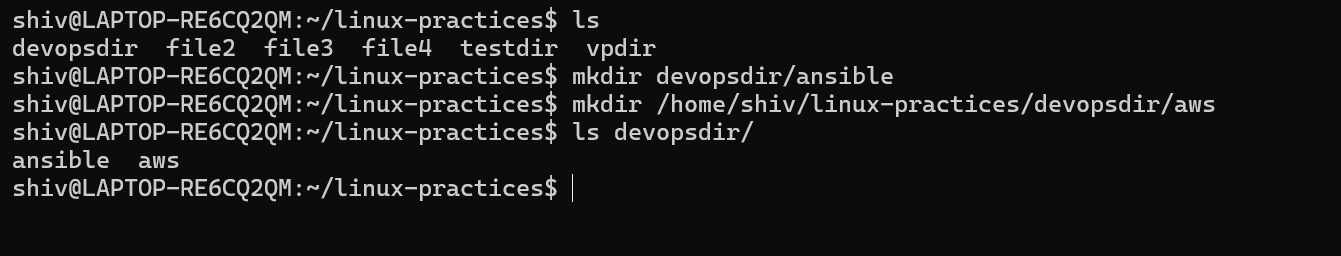 shiv@LAPTOP-RE6CQ2QM:~/linux-practices$ ls
devopsdir  file2  file3  file4  testdir  vpdir
shiv@LAPTOP-RE6CQ2QM:~/linux-practices$ mkdir devopsdir/ansible
shiv@LAPTOP-RE6CQ2QM:~/linux-practices$ mkdir /home/shiv/linux-practices/devopsdir/aws
shiv@LAPTOP-RE6CQ2QM:~/linux-practices$ ls devopsdir/
ansible  aws
shiv@LAPTOP-RE6CQ2QM:~/linux-practices$